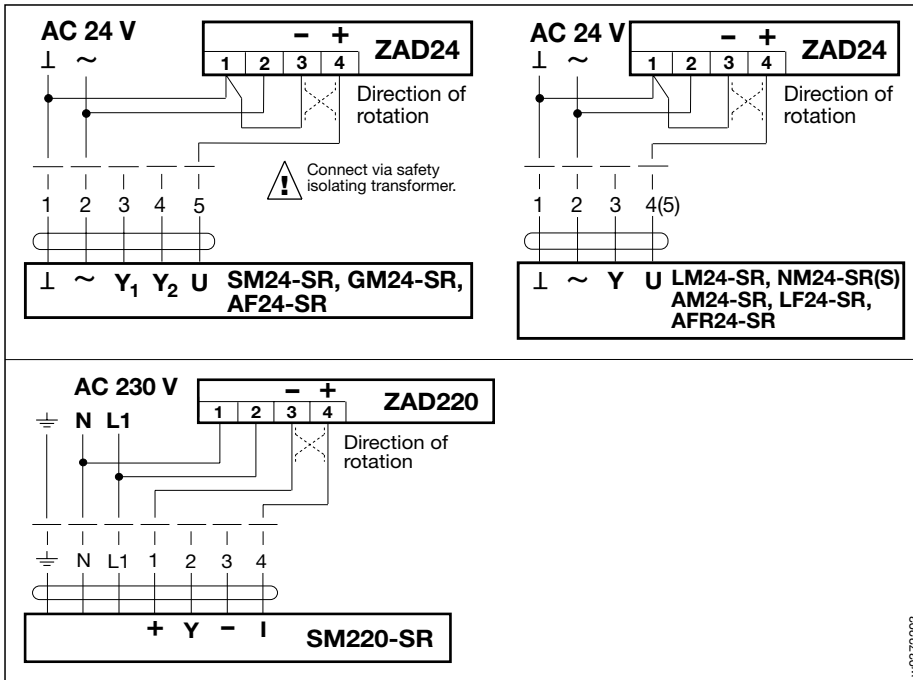 AC 24 V
⊥ ~
− +
1 2 3 4
ZAD24
Direction of
rotation
Connect via safety
isolating transformer.
1 2 3 4 5
⊥ ~ Y1 Y2 U
SM24-SR, GM24-SR,
AF24-SR
AC 24 V
⊥ ~
− +
1 2 3 4
ZAD24
Direction of
rotation
1 2 3 4(5)
⊥ ~ Y U
LM24-SR, NM24-SR(S)
AM24-SR, LF24-SR,
AFR24-SR
AC 230 V
N L1
− +
1 2 3 4
ZAD220
Direction of
rotation
N L1 1 2 3 4
+ Y − I
SM220-SR